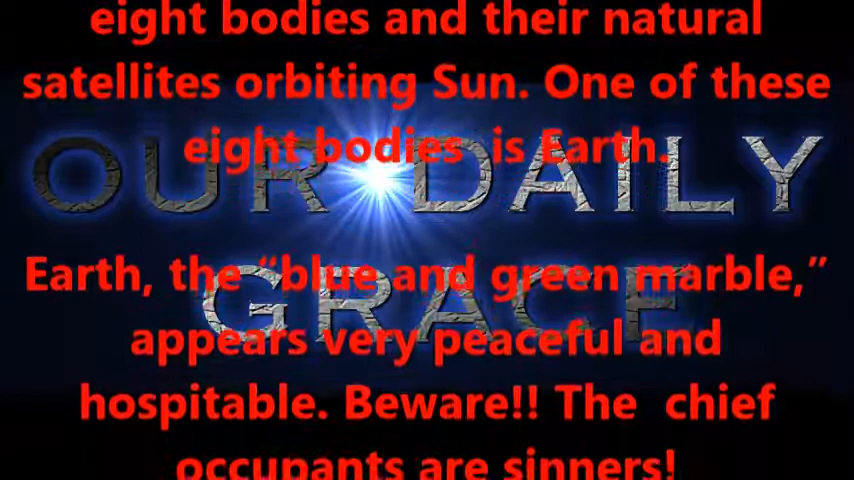 eight bodies and their natural
satellites orbiting Sun. One of these
eight bodies is Earth.
OUR DAILY
GRACE
Earth, the “blue and green marble,”
appears very peaceful and
hospitable. Beware!! The chief
occupants are sinners!